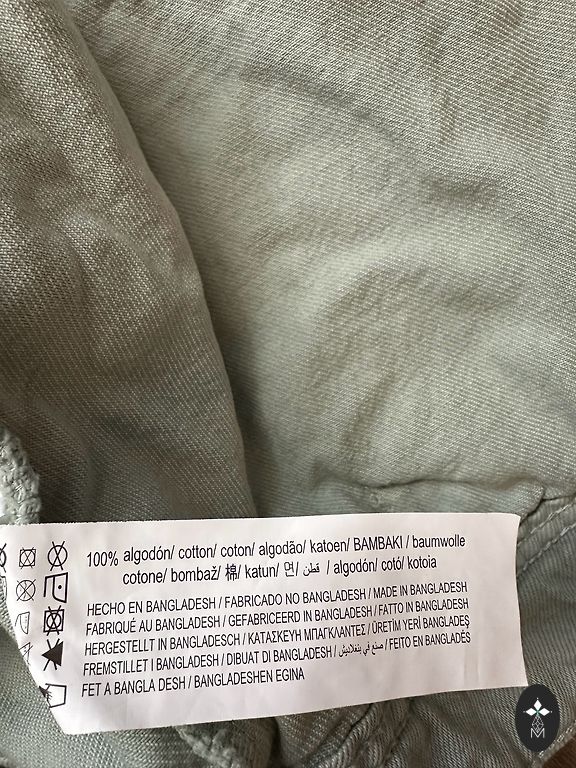 100% algodón/ cotton/ coton/ algodão/ katoen/ BAMBAKI / baumwolle
cotone/ bombaž/ 棉/ katun/ 면/ قطن / algodón/ cotó/ kotoia
HECHO EN BANGLADESH / FABRICADO NO BANGLADESH / MADE IN BANGLADESH
FABRIQUÉ AU BANGLADESH / GEFABRICEERD IN BANGLADESH / FATTO IN BANGLADESH
HERGESTELLT IN BANGLADESCH / ΚΑΤΑΣΚΕΥΗ ΜΠΑΓΚΛΑΝΤΕΣ / ÜRETİM YERİ BANGLADEŞ
FREMSTILLET I BANGLADESH / DIBUAT DI BANGLADESH / صنع في بنغلاديش / FEITO EN BANGLADÉS
FET A BANGLA DESH / BANGLADESHEN EGINA